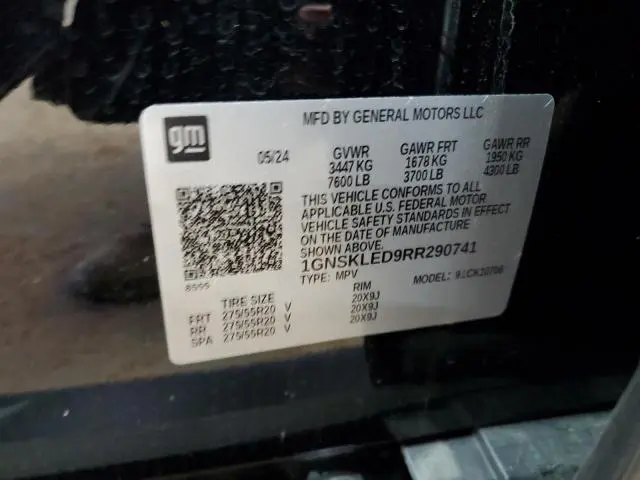 gm
MFD BY GENERAL MOTORS LLC
05/24 GVWR GAWR FRT GAWR RR
3447 KG 1678 KG 1950 KG
7600 LB 3700 LB 4300 LB
THIS VEHICLE CONFORMS TO ALL
APPLICABLE U.S. FEDERAL MOTOR
VEHICLE SAFETY STANDARDS IN EFFECT
ON THE DATE OF MANUFACTURE
SHOWN ABOVE.
1GNSKLED9RR290741
TYPE: MPV MODEL:
TIRE SIZE RIM
FRT 275/55R20 V 20X9J
RR 275/55R20 V 20X9J
SPA 275/55R20 V 20X9J